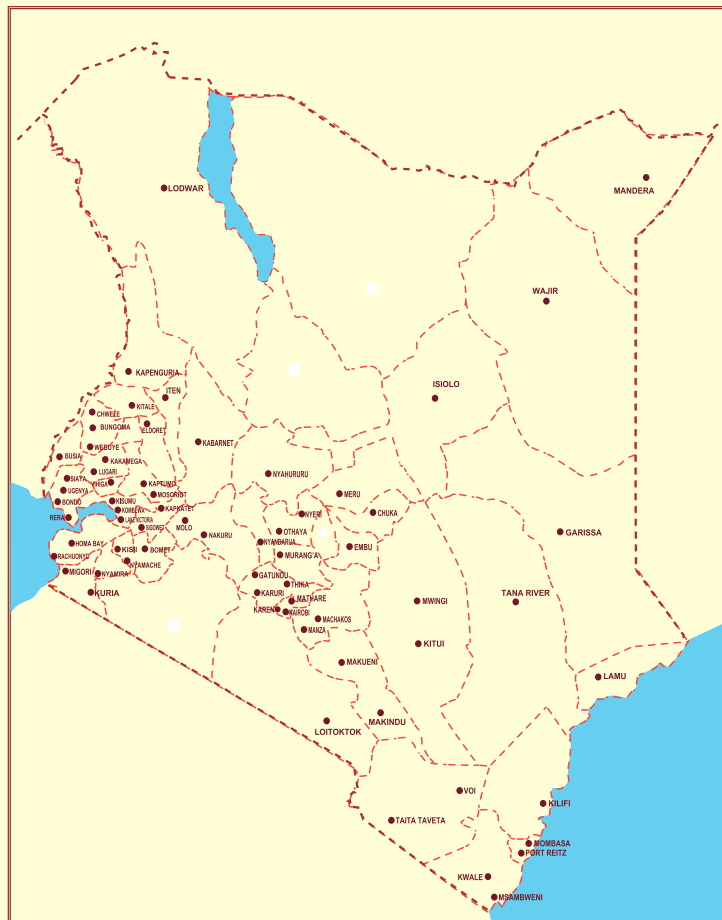 LODWAR
MANDERA
WAJIR
KAPENGURIA
ITEN
ISIOLO
KITALE
CHWELE
ELDORET
BUNGOMA
KABARNET
WEBUYE
BUSIA
KAKAMEGA
LUGARI
NYAHURURU
SIAYA
VIHIGA
KAPTUMO
UGENYA
MOSORIOT
MERU
BONDO
KISUMU
KAPKATET
KOMBEWA
CHUKA
NYERI
RERA
LAKE VICTORA
MOLO
SIGOWET
OTHAYA
GARISSA
NAKURU
HOMA BAY
NYANDARUA
EMBU
KISII
BOMET
RACHUONYO
MURANG'A
NYAMACHE
MIGORI
NYAMIRA
GATUNDU
THIKA
KURIA
KARURI
MATHARE
MWINGI
TANA RIVER
KAREN
KAIROBI
MACHAKOS
MANZA
KITUI
MAKUENI
LAMU
MAKINDU
LOITOKTOK
VOI
KILIFI
TAITA TAVETA
MOMBASA
PORT REITZ
KWALE
MSAMBWENI